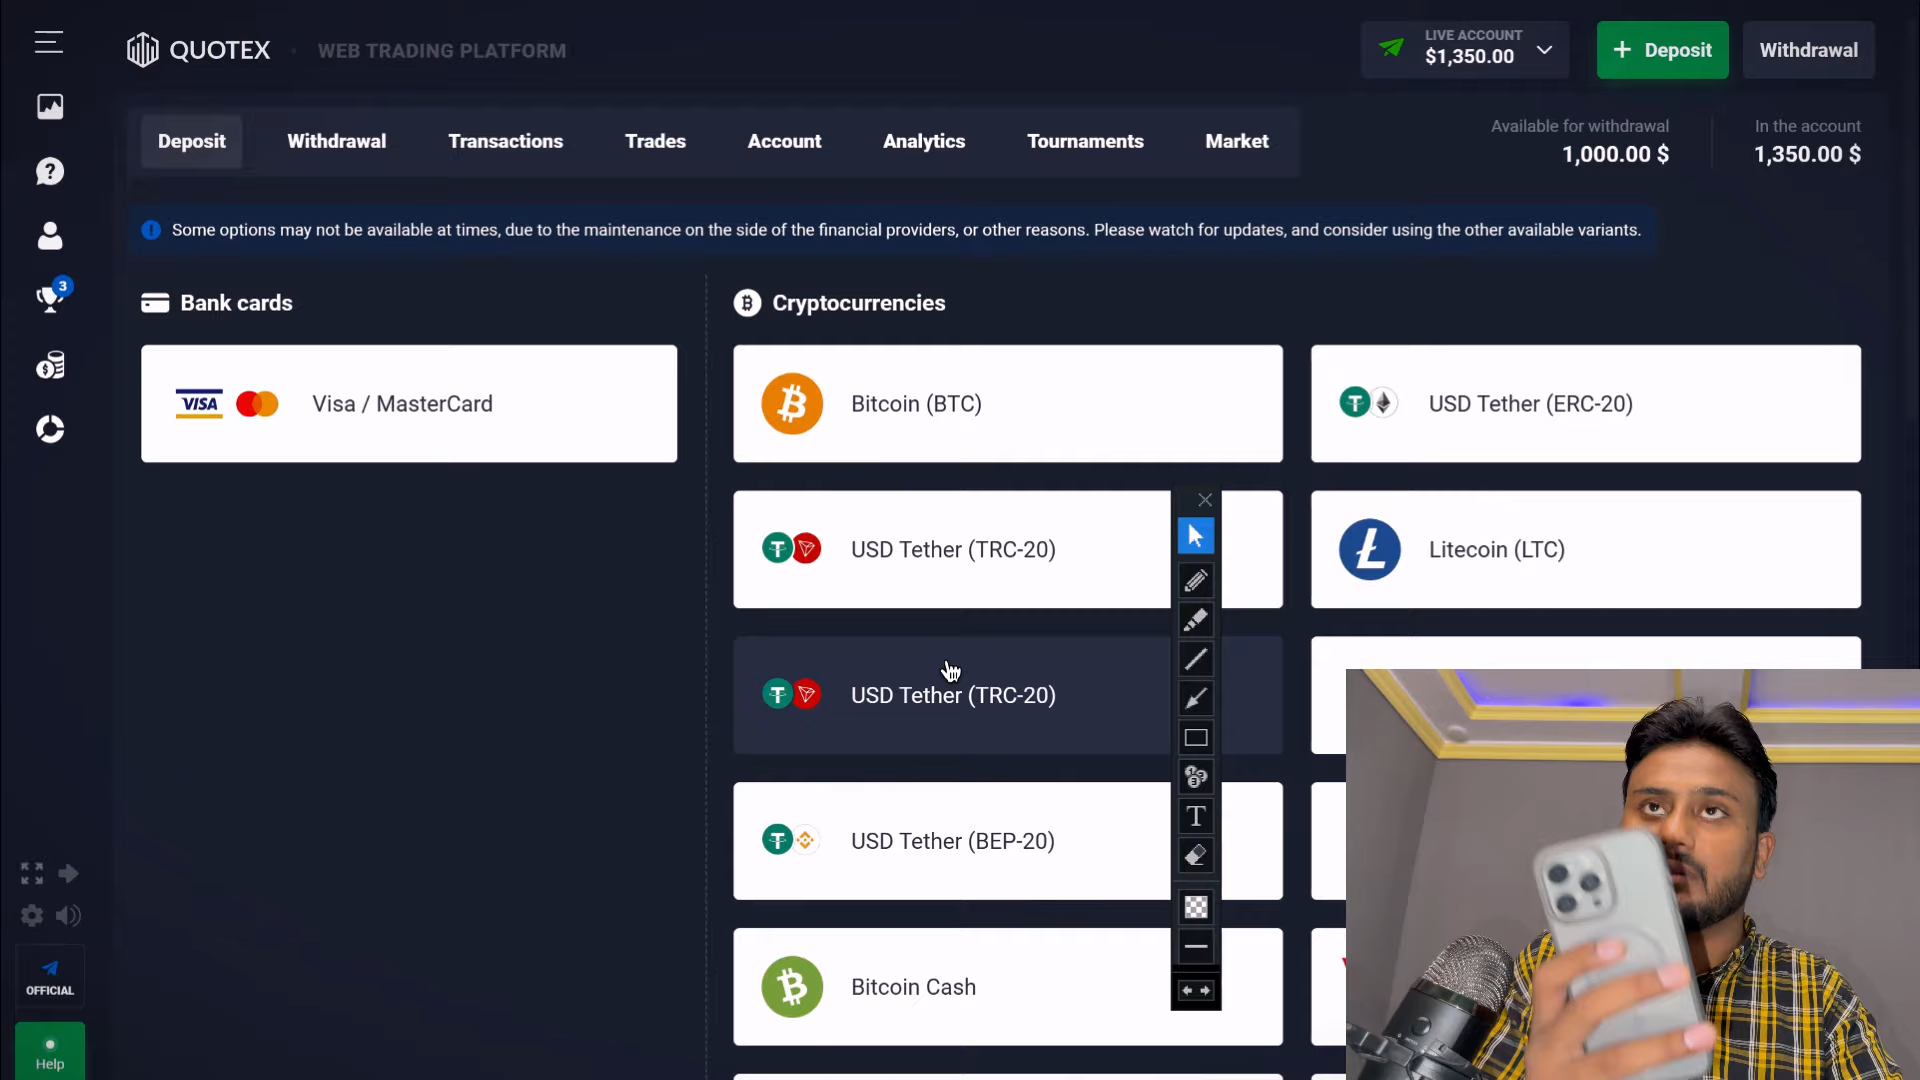 QUOTEX
WEB TRADING PLATFORM
LIVE ACCOUNT
$1,350.00
+ Deposit
Withdrawal
Deposit
Withdrawal
Transactions
Trades
Account
Analytics
Tournaments
Market
Available for withdrawal
1,000.00 $
In the account
1,350.00 $
Some options may not be available at times, due to the maintenance on the side of the financial providers, or other reasons. Please watch for updates, and consider using the other available variants.
3
Bank cards
Cryptocurrencies
VISA
Visa / MasterCard
Bitcoin (BTC)
USD Tether (ERC-20)
USD Tether (TRC-20)
Litecoin (LTC)
USD Tether (TRC-20)
USD Tether (BEP-20)
Bitcoin Cash
T
OFFICIAL
Help